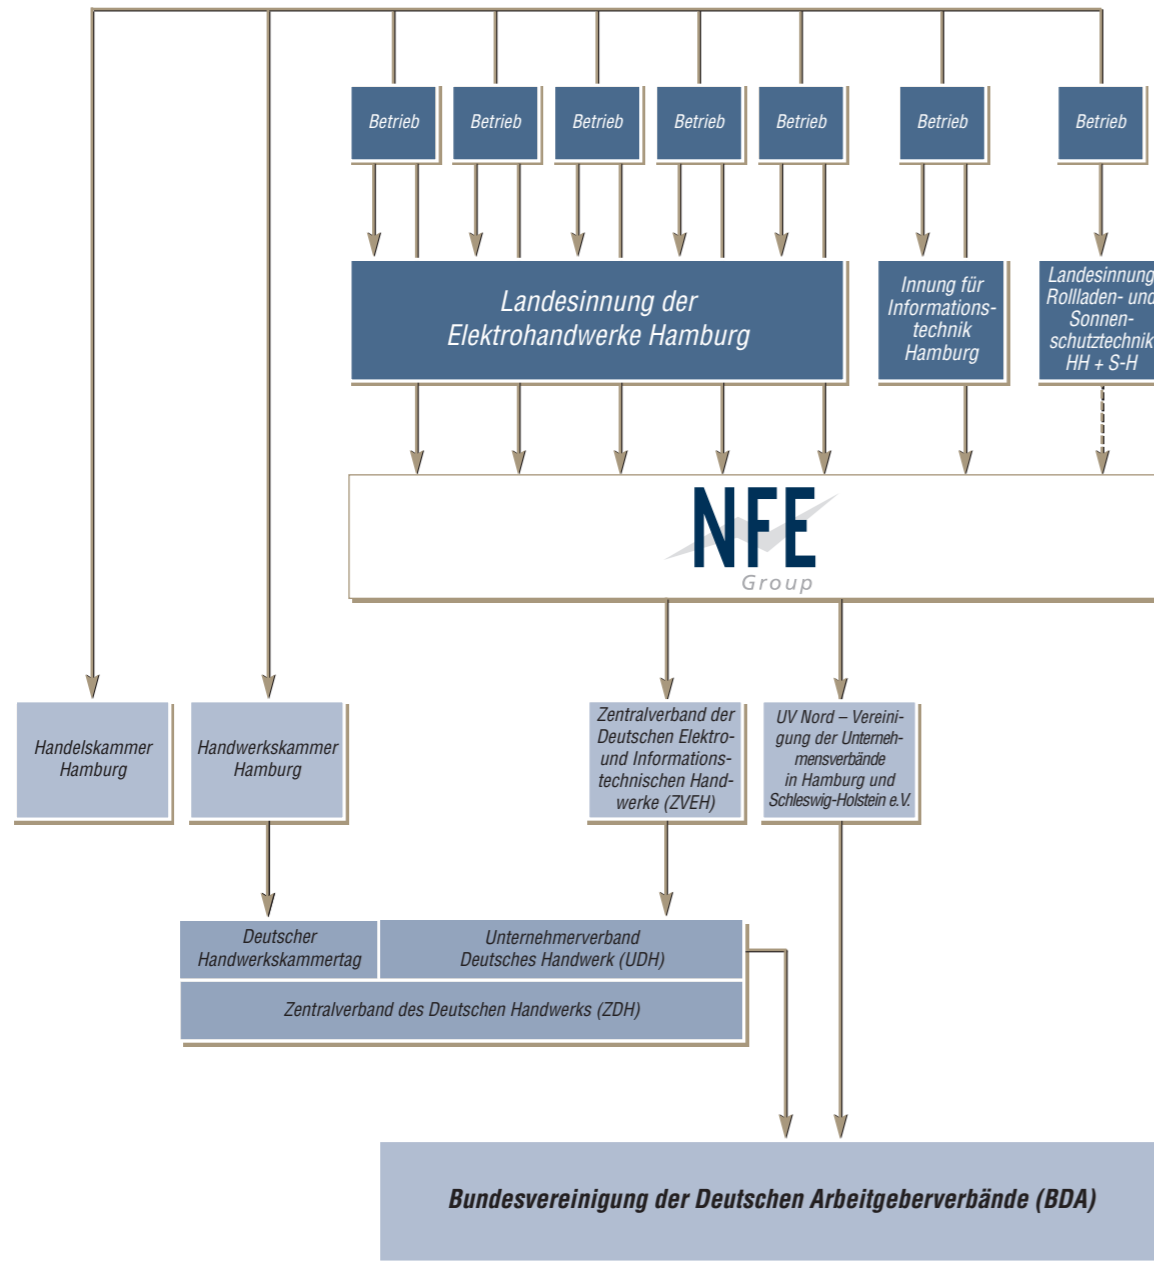 Betrieb
Betrieb
Betrieb
Betrieb
Betrieb
Betrieb
Betrieb
Landesinnung der
Elektrohandwerke Hamburg
Innung für
Informations-
technik
Hamburg
Landesinnung
Rollladen- und
Sonnen-
schutztechnik
HH + S-H
NFE
Group
Handelskammer
Hamburg
Handwerkskammer
Hamburg
Zentralverband der
Deutschen Elektro-
und Informations-
technischen Hand-
werke (ZVEH)
UV Nord – Vereini-
gung der Unterneh-
mensverbände
in Hamburg und
Schleswig-Holstein e.V.
Deutscher
Handwerkskammertag
Unternehmerverband
Deutsches Handwerk (UDH)
Zentralverband des Deutschen Handwerks (ZDH)
Bundesvereinigung der Deutschen Arbeitgeberverbände (BDA)